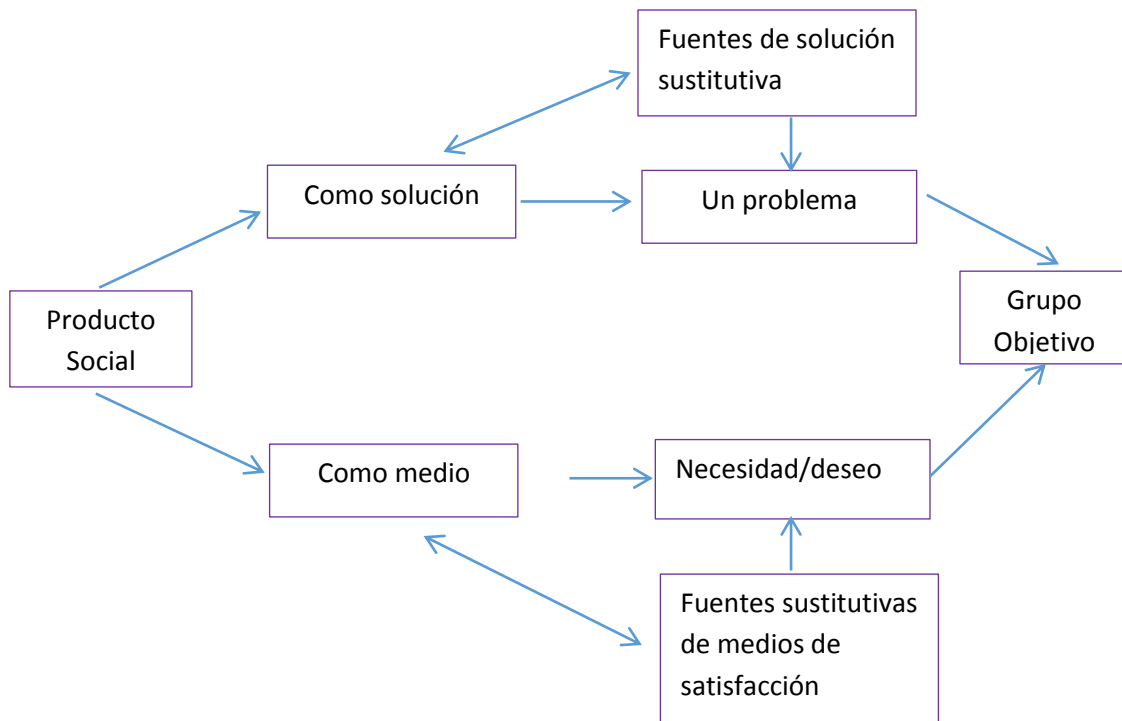 Fuentes de solución
sustitutiva
Como solución
Un problema
Producto
Social
Grupo
Objetivo
Como medio
Necesidad/deseo
Fuentes sustitutivas
de medios de
satisfacción